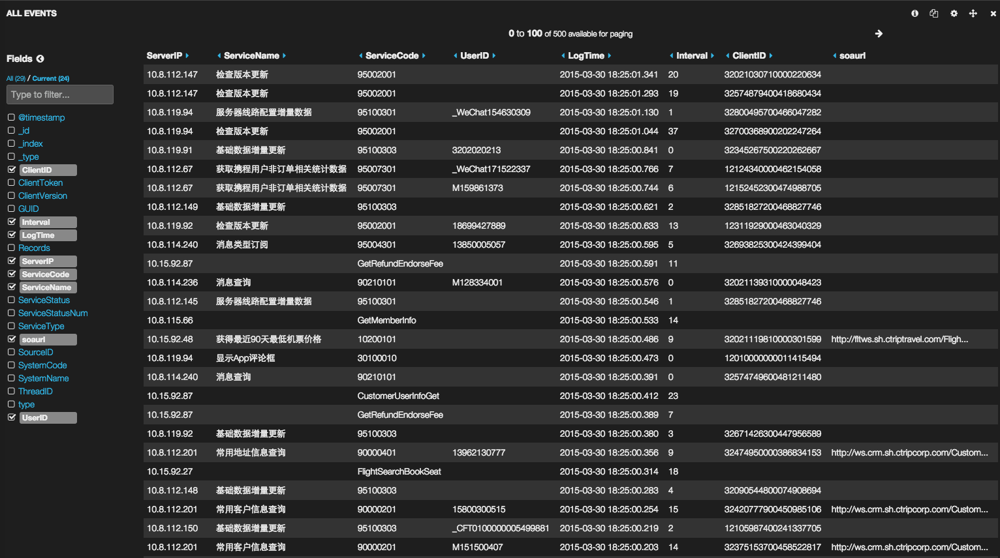 ALL EVENTS
0 to 100 of 500 available for paging
Fields
All (29) / Current (24)
Type to filter...
@timestamp
_id
_index
_type
ClientID
ClientToken
ClientVersion
GUID
Interval
LogTime
Records
ServerIP
ServiceCode
ServiceName
ServiceStatus
ServiceStatusNum
ServiceType
soaurl
SourceID
SystemCode
SystemName
ThreadID
type
UserID
ServerIP ServiceName ServiceCode UserID LogTime Interval ClientID soaurl
10.8.112.147 检查版本更新 95002001 2015-03-30 18:25:01.341 20 32021030710000220634
10.8.112.147 检查版本更新 95002001 2015-03-30 18:25:01.293 19 32574879400418680434
10.8.119.94 服务器线路配置增量数据 95100301 _WeChat154630309 2015-03-30 18:25:01.130 1 32800495700466047282
10.8.119.94 检查版本更新 95002001 2015-03-30 18:25:01.044 37 32700368900202247264
10.8.119.91 基础数据增量更新 95100303 3202020213 2015-03-30 18:25:00.841 0 32345267500220262667
10.8.112.67 获取携程用户非订单相关统计数据 95007301 _WeChat171522337 2015-03-30 18:25:00.766 7 12124340000462154058
10.8.112.67 获取携程用户非订单相关统计数据 95007301 M159861373 2015-03-30 18:25:00.744 6 12152452300474988705
10.8.112.149 基础数据增量更新 95100303 2015-03-30 18:25:00.621 2 32851827200468827746
10.8.119.92 检查版本更新 95002001 18699427889 2015-03-30 18:25:00.633 13 12311929000463040329
10.8.114.240 消息类型订阅 95004301 13850005057 2015-03-30 18:25:00.595 5 32693825300424399404
10.15.92.87 GetRefundEndorseFee 2015-03-30 18:25:00.591 11
10.8.114.236 消息查询 90210101 M128334001 2015-03-30 18:25:00.576 0 32021139310000048423
10.8.112.145 服务器线路配置增量数据 95100301 2015-03-30 18:25:00.546 1 32851827200468827746
10.8.115.66 GetMemberInfo 2015-03-30 18:25:00.533 14
10.15.92.48 获得最近90天最低机票价格 10200101 2015-03-30 18:25:00.486 9 32021119810000301599 http://fltws.sh.ctriptravel.com/Fligh...
10.8.119.94 显示App评论框 30100010 2015-03-30 18:25:00.473 0 12010000000011415494
10.8.114.240 消息查询 90210101 2015-03-30 18:25:00.391 0 32574749600481211480
10.15.92.87 CustomerUserInfoGet 2015-03-30 18:25:00.412 23
10.15.92.87 GetRefundEndorseFee 2015-03-30 18:25:00.389 7
10.8.119.92 基础数据增量更新 95100303 2015-03-30 18:25:00.380 3 32671426300447956589
10.8.112.201 常用地址信息查询 90000401 13962130777 2015-03-30 18:25:00.356 9 32474950000386834153 http://ws.crm.sh.ctripcorp.com/Custom...
10.15.92.27 FlightSearchBookSeat 2015-03-30 18:25:00.314 18
10.8.112.148 基础数据增量更新 95100303 2015-03-30 18:25:00.283 4 32090544800074908694
10.8.112.201 常用客户信息查询 90000201 15800300515 2015-03-30 18:25:00.254 15 32420777900450985106 http://ws.crm.sh.ctripcorp.com/Custom...
10.8.112.150 基础数据增量更新 95100303 _CFT0100000005499881 2015-03-30 18:25:00.219 2 12105987400241337705
10.8.112.201 常用客户信息查询 90000201 M151500407 2015-03-30 18:25:00.203 14 32375153700458522817 http://ws.crm.sh.ctripcorp.com/Custom...